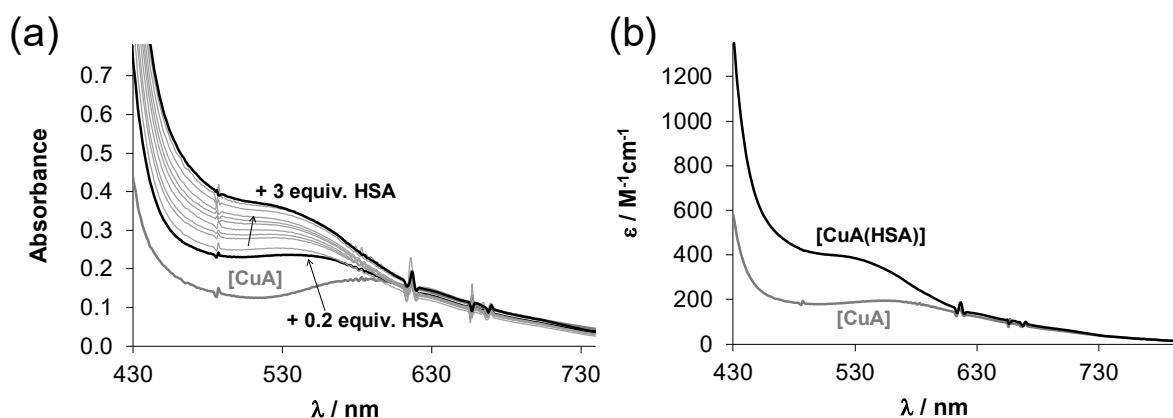 (a)
Absorbance
0.7
0.6
0.5
0.4
0.3
0.2
0.1
0.0
+ 3 equiv. HSA
[CuA]
+ 0.2 equiv. HSA
430
530
630
730
λ / nm
(b)
ε / M⁻¹cm⁻¹
1200
1000
800
600
400
200
0
[CuA(HSA)]
[CuA]
430
530
630
730
λ / nm